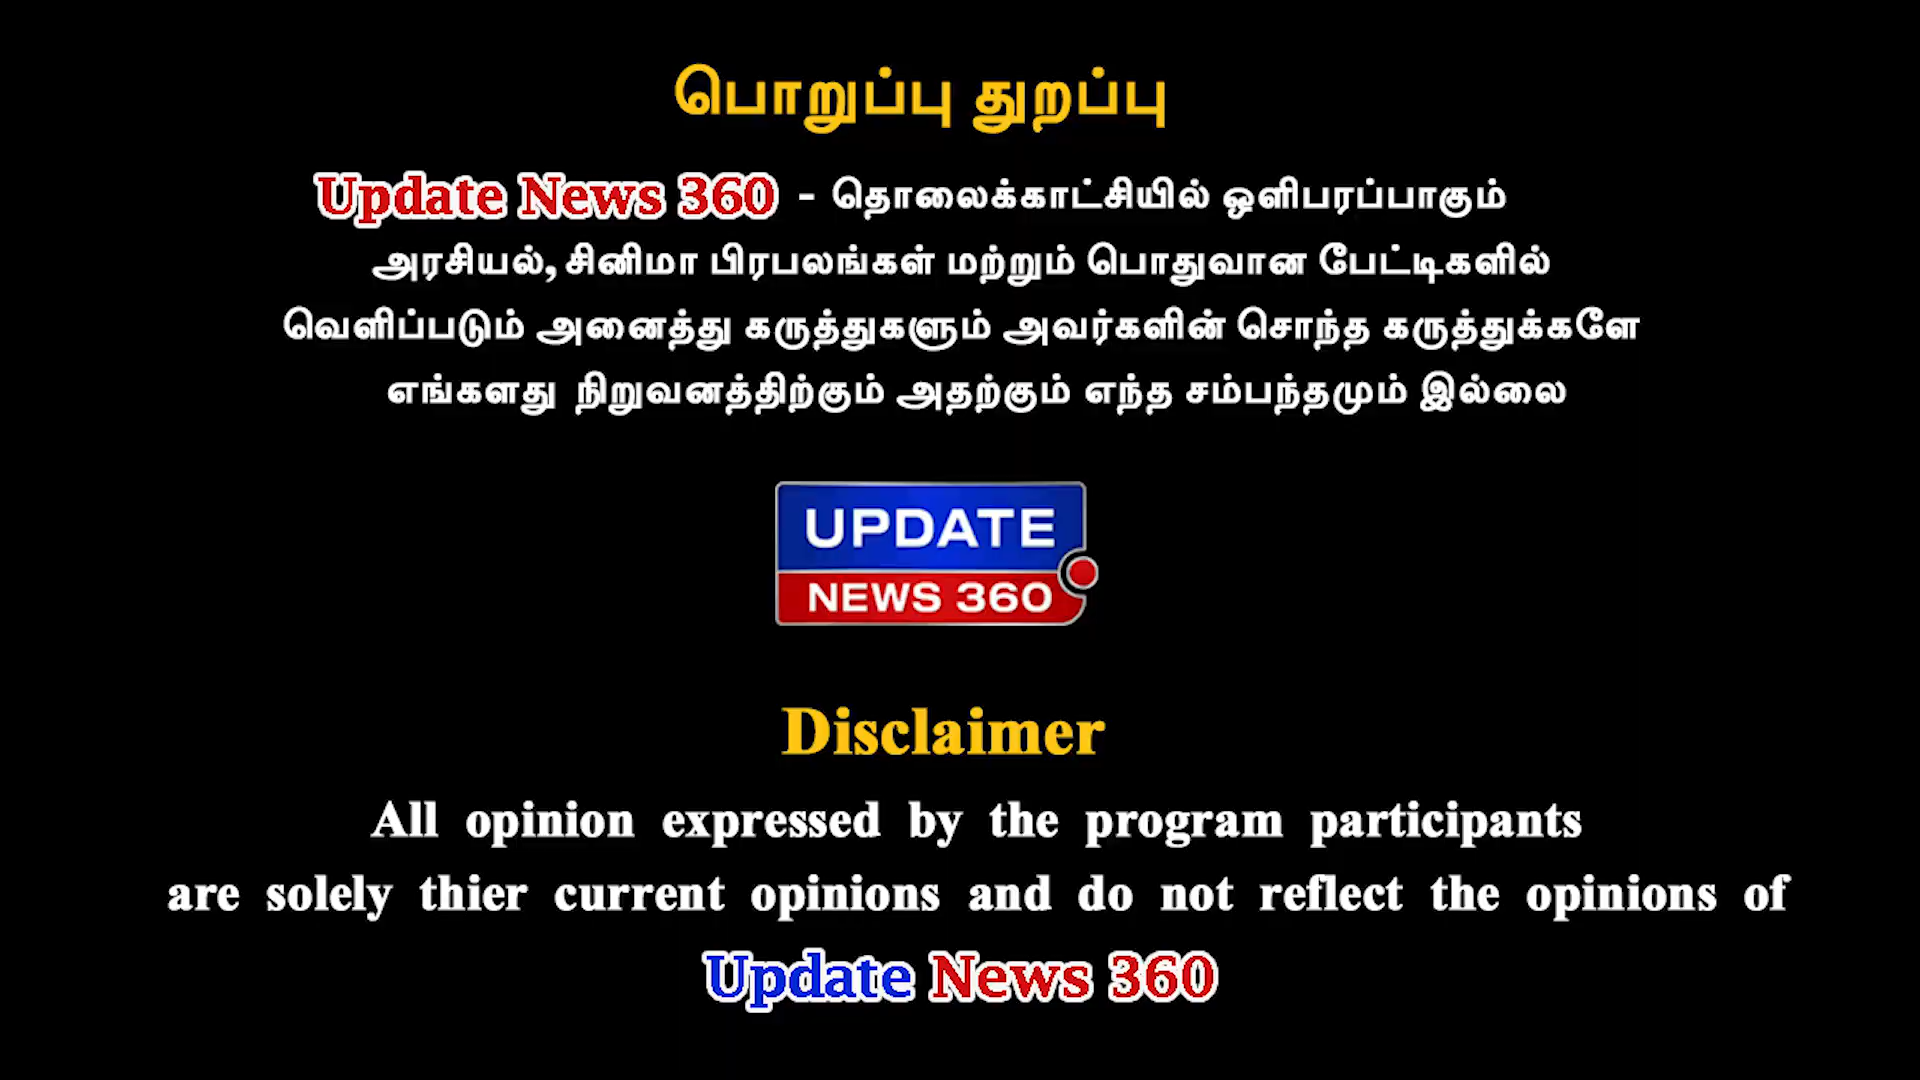 பொறுப்பு துறப்பு
Update News 360 - தொலைக்காட்சியில் ஒளிபரப்பாகும்
அரசியல், சினிமா பிரபலங்கள் மற்றும் பொதுவான பேட்டிகளில்
வெளிப்படும் அனைத்து கருத்துகளும் அவர்களின் சொந்த கருத்துக்களே
எங்களது நிறுவனத்திற்கும் அதற்கும் எந்த சம்பந்தமும் இல்லை
UPDATE
NEWS 360
Disclaimer
All opinion expressed by the program participants
are solely thier current opinions and do not reflect the opinions of
Update News 360